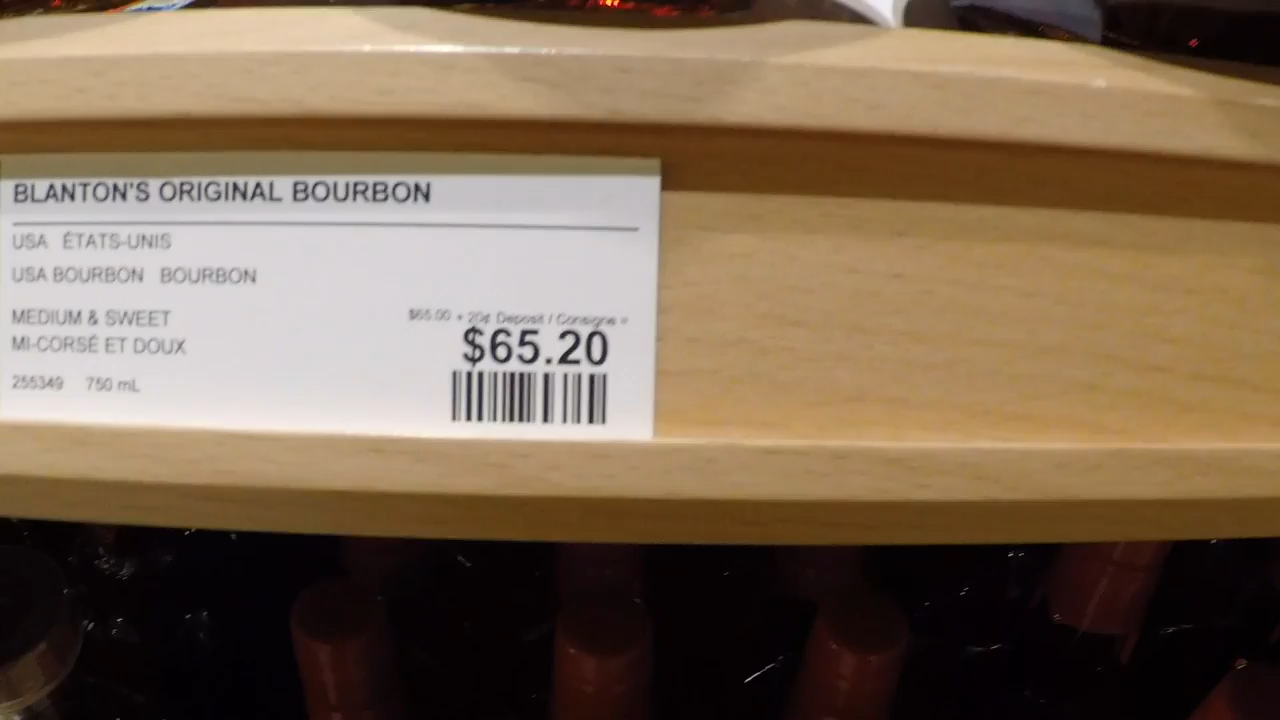 BLANTON'S ORIGINAL BOURBON
USA ÉTATS-UNIS
USA BOURBON BOURBON
MEDIUM & SWEET
MI-CORSÉ ET DOUX
$65.00 + 20¢ Deposit / Consigne =
$65.20
255349 750 mL